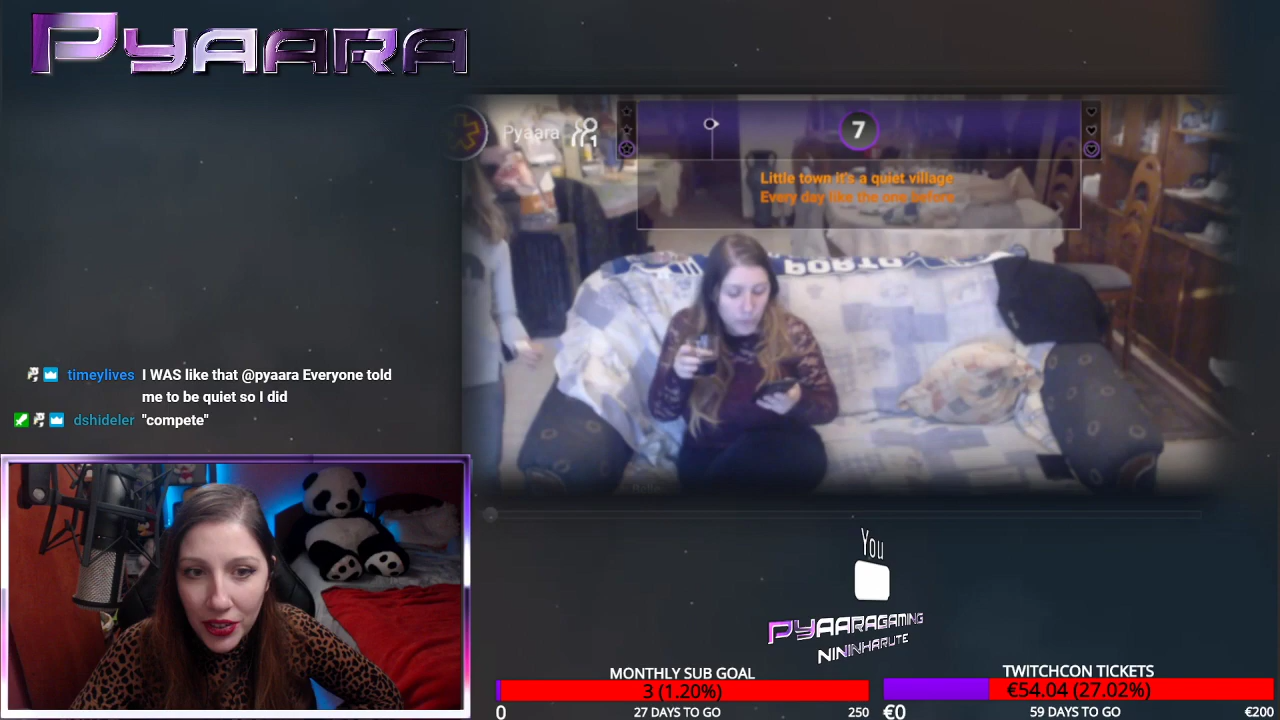 PYAARA
Pyaara
7
Little town it's a quiet village
Every day like the one before
PORTO
timeylives I WAS like that @pyaara Everyone told
me to be quiet so I did
dshideler "compete"
You
PYAARAGAMING
NININHARUTE
MONTHLY SUB GOAL
3 (1.20%)
0 27 DAYS TO GO 250
TWITCHCON TICKETS
€54.04 (27.02%)
€0 59 DAYS TO GO €200